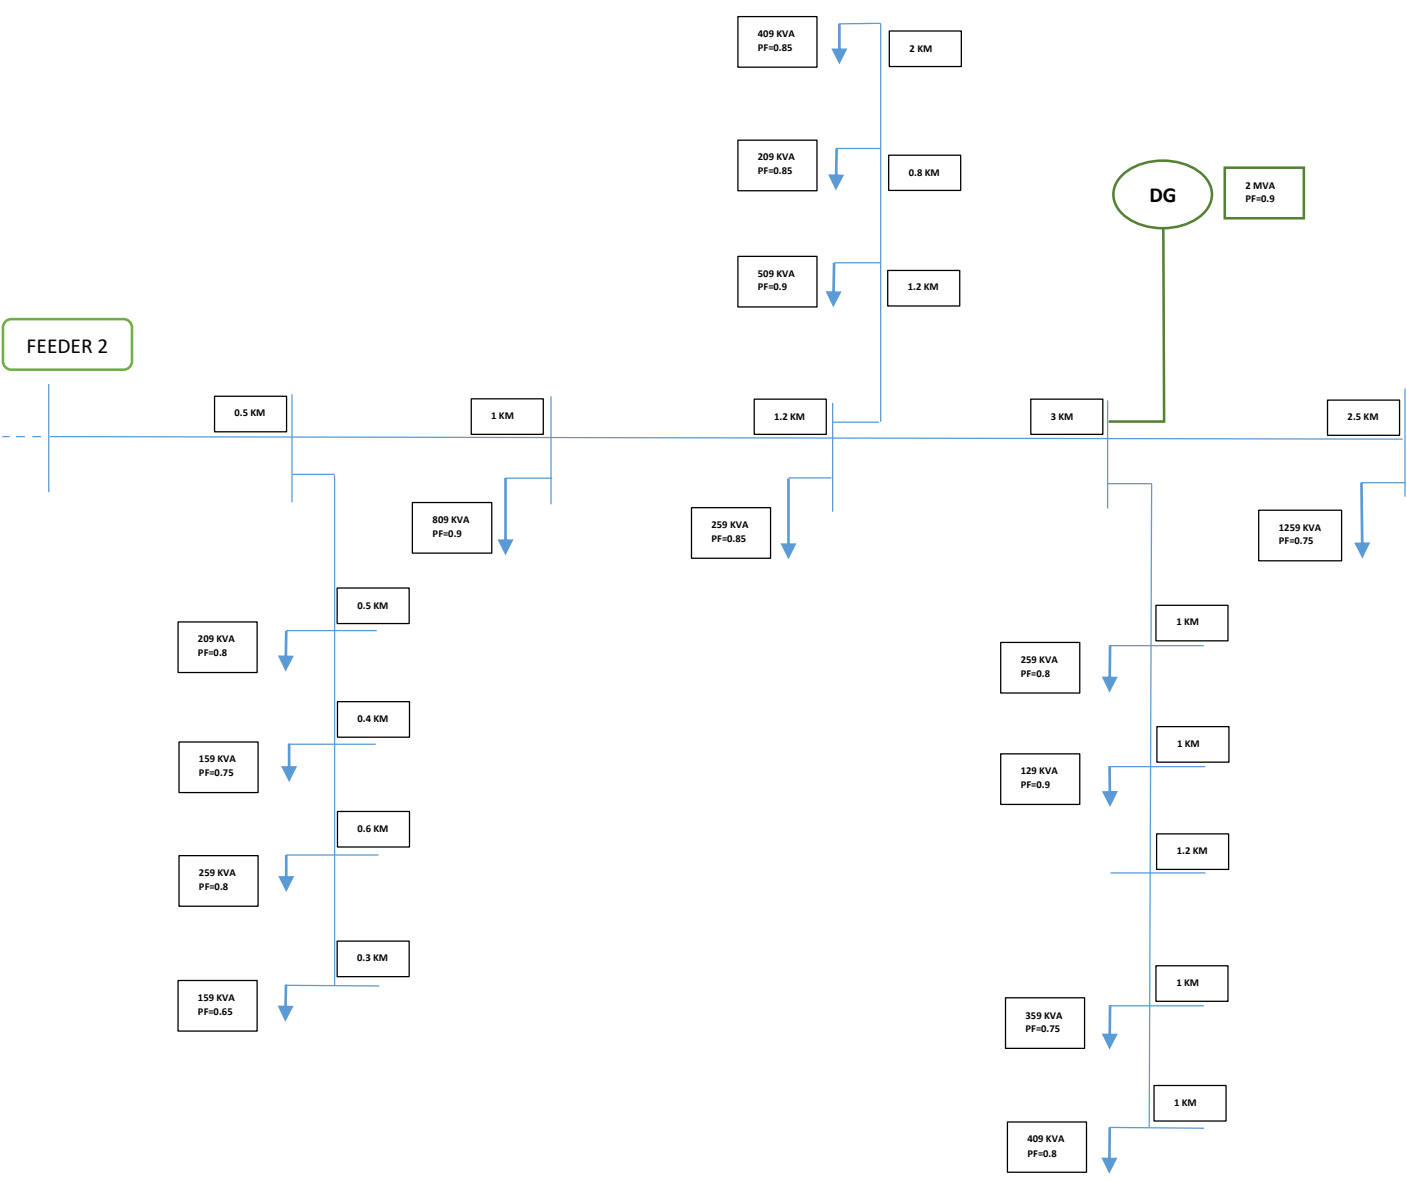 409 KVA
PF=0.85
2 KM
209 KVA
PF=0.85
0.8 KM
DG
2 MVA
PF=0.9
509 KVA
PF=0.9
1.2 KM
FEEDER 2
0.5 KM
1 KM
1.2 KM
3 KM
2.5 KM
809 KVA
PF=0.9
259 KVA
PF=0.85
1259 KVA
PF=0.75
0.5 KM
209 KVA
PF=0.8
1 KM
259 KVA
PF=0.8
0.4 KM
159 KVA
PF=0.75
1 KM
129 KVA
PF=0.9
0.6 KM
259 KVA
PF=0.8
1.2 KM
0.3 KM
159 KVA
PF=0.65
1 KM
359 KVA
PF=0.75
1 KM
409 KVA
PF=0.8